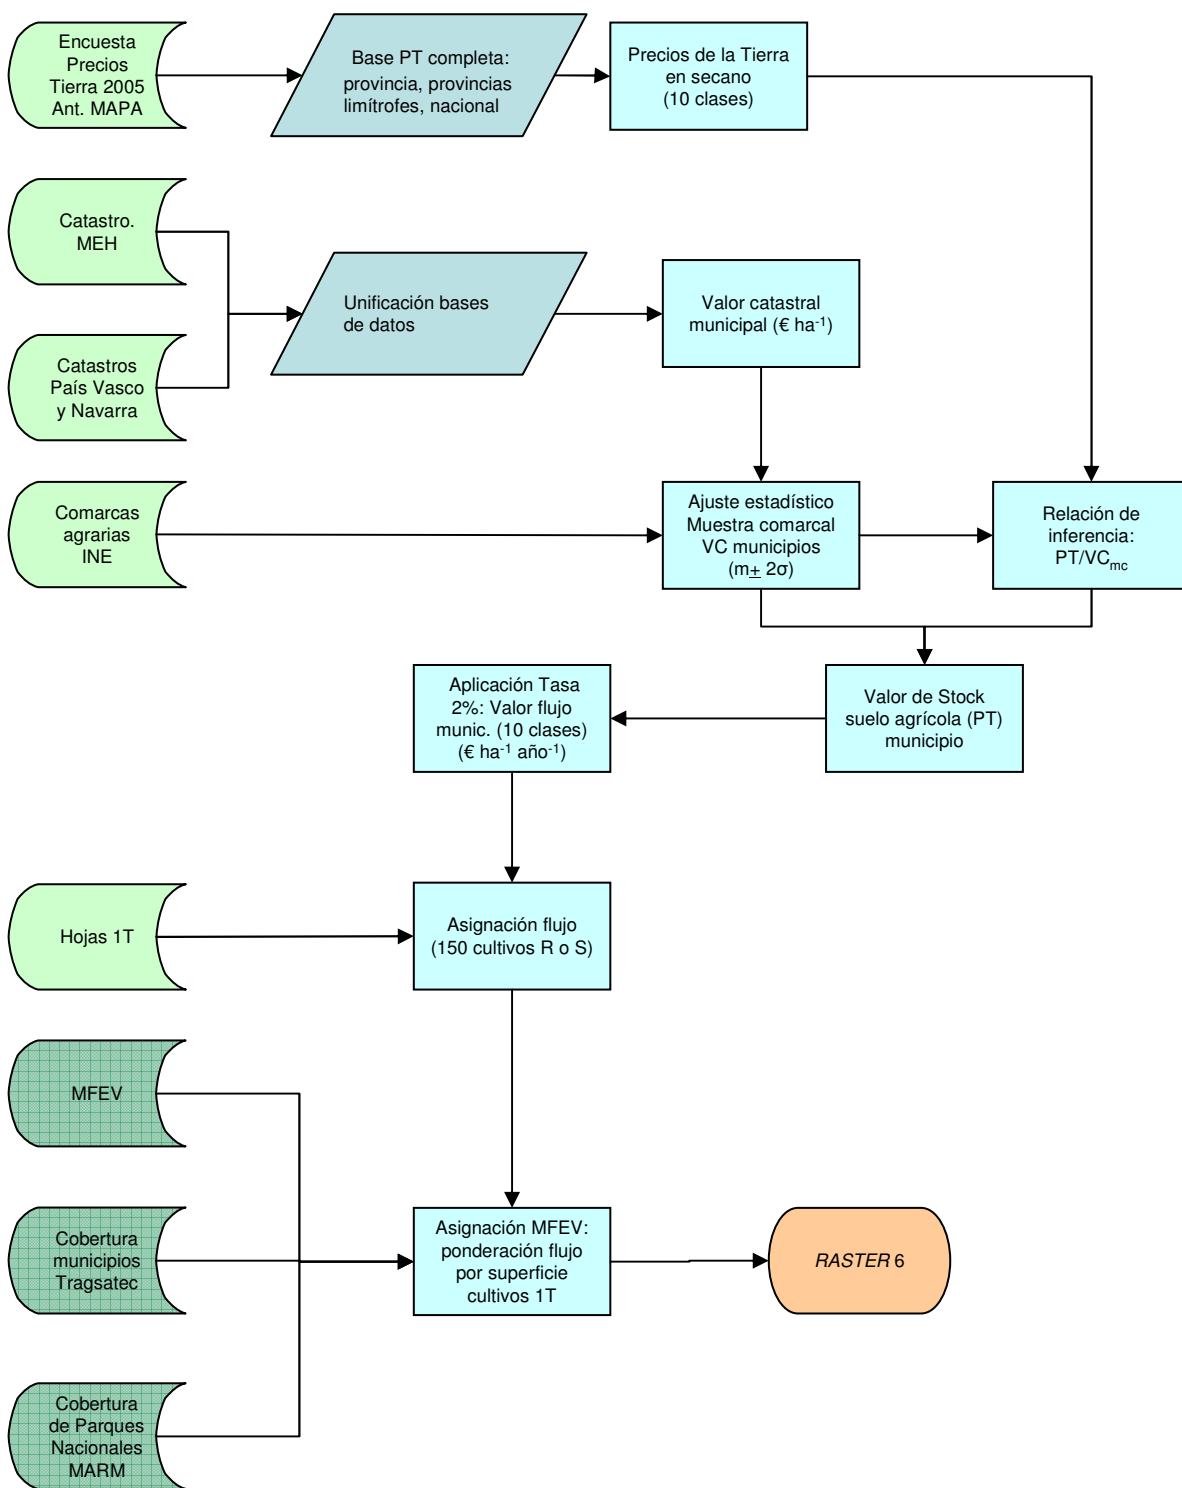 Encuesta
Precios
Tierra 2005
Ant. MAPA
Base PT completa:
provincia, provincias
limítrofes, nacional
Precios de la Tierra
en secano
(10 clases)
Catastro.
MEH
Unificación bases
de datos
Valor catastral
municipal (€ ha⁻¹)
Catastros
País Vasco
y Navarra
Comarcas
agrarias
INE
Ajuste estadístico
Muestra comarcal
VC municipios
(m± 2σ)
Relación de
inferencia:
PT/VCmc
Aplicación Tasa
2%: Valor flujo
munic. (10 clases)
(€ ha⁻¹ año⁻¹)
Valor de Stock
suelo agrícola (PT)
municipio
Hojas 1T
Asignación flujo
(150 cultivos R o S)
MFEV
Cobertura
municipios
Tragsatec
Asignación MFEV:
ponderación flujo
por superficie
cultivos 1T
RASTER 6
Cobertura
de Parques
Nacionales
MARM